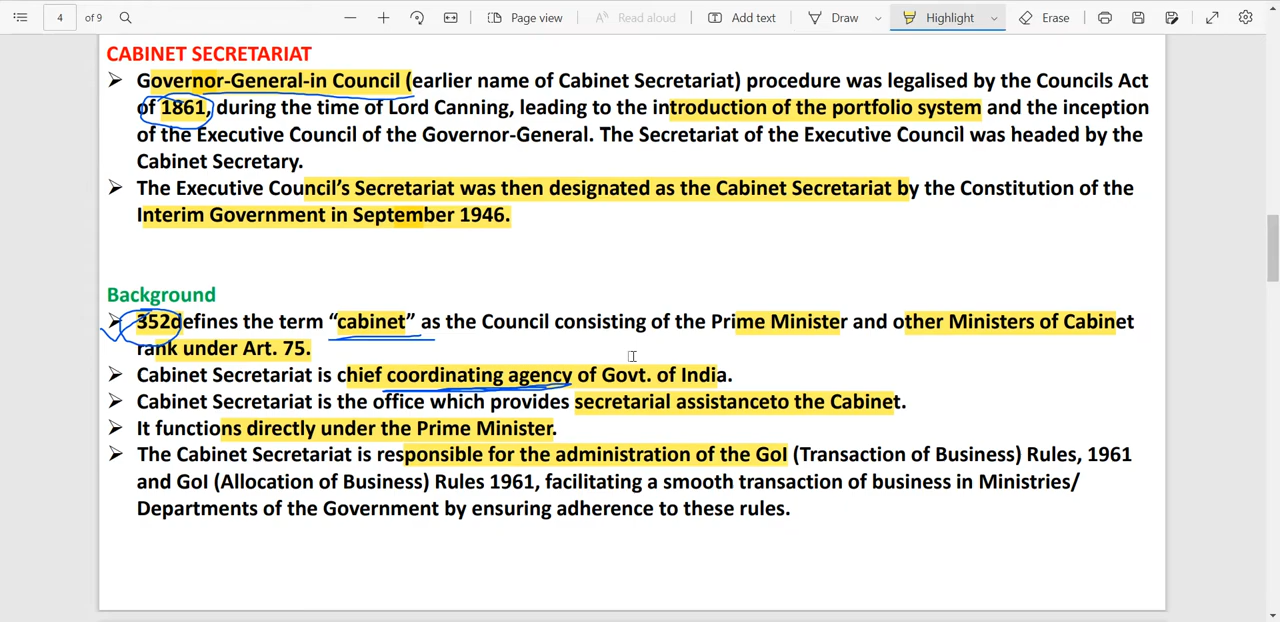 4 of 9 Page view Read aloud Add text Draw Highlight Erase
CABINET SECRETARIAT
➢ Governor-General-in Council (earlier name of Cabinet Secretariat) procedure was legalised by the Councils Act
of 1861, during the time of Lord Canning, leading to the introduction of the portfolio system and the inception
of the Executive Council of the Governor-General. The Secretariat of the Executive Council was headed by the
Cabinet Secretary.
➢ The Executive Council’s Secretariat was then designated as the Cabinet Secretariat by the Constitution of the
Interim Government in September 1946.
Background
➢ 352defines the term “cabinet” as the Council consisting of the Prime Minister and other Ministers of Cabinet
rank under Art. 75.
➢ Cabinet Secretariat is chief coordinating agency of Govt. of India.
➢ Cabinet Secretariat is the office which provides secretarial assistanceto the Cabinet.
➢ It functions directly under the Prime Minister.
➢ The Cabinet Secretariat is responsible for the administration of the GoI (Transaction of Business) Rules, 1961
and GoI (Allocation of Business) Rules 1961, facilitating a smooth transaction of business in Ministries/
Departments of the Government by ensuring adherence to these rules.